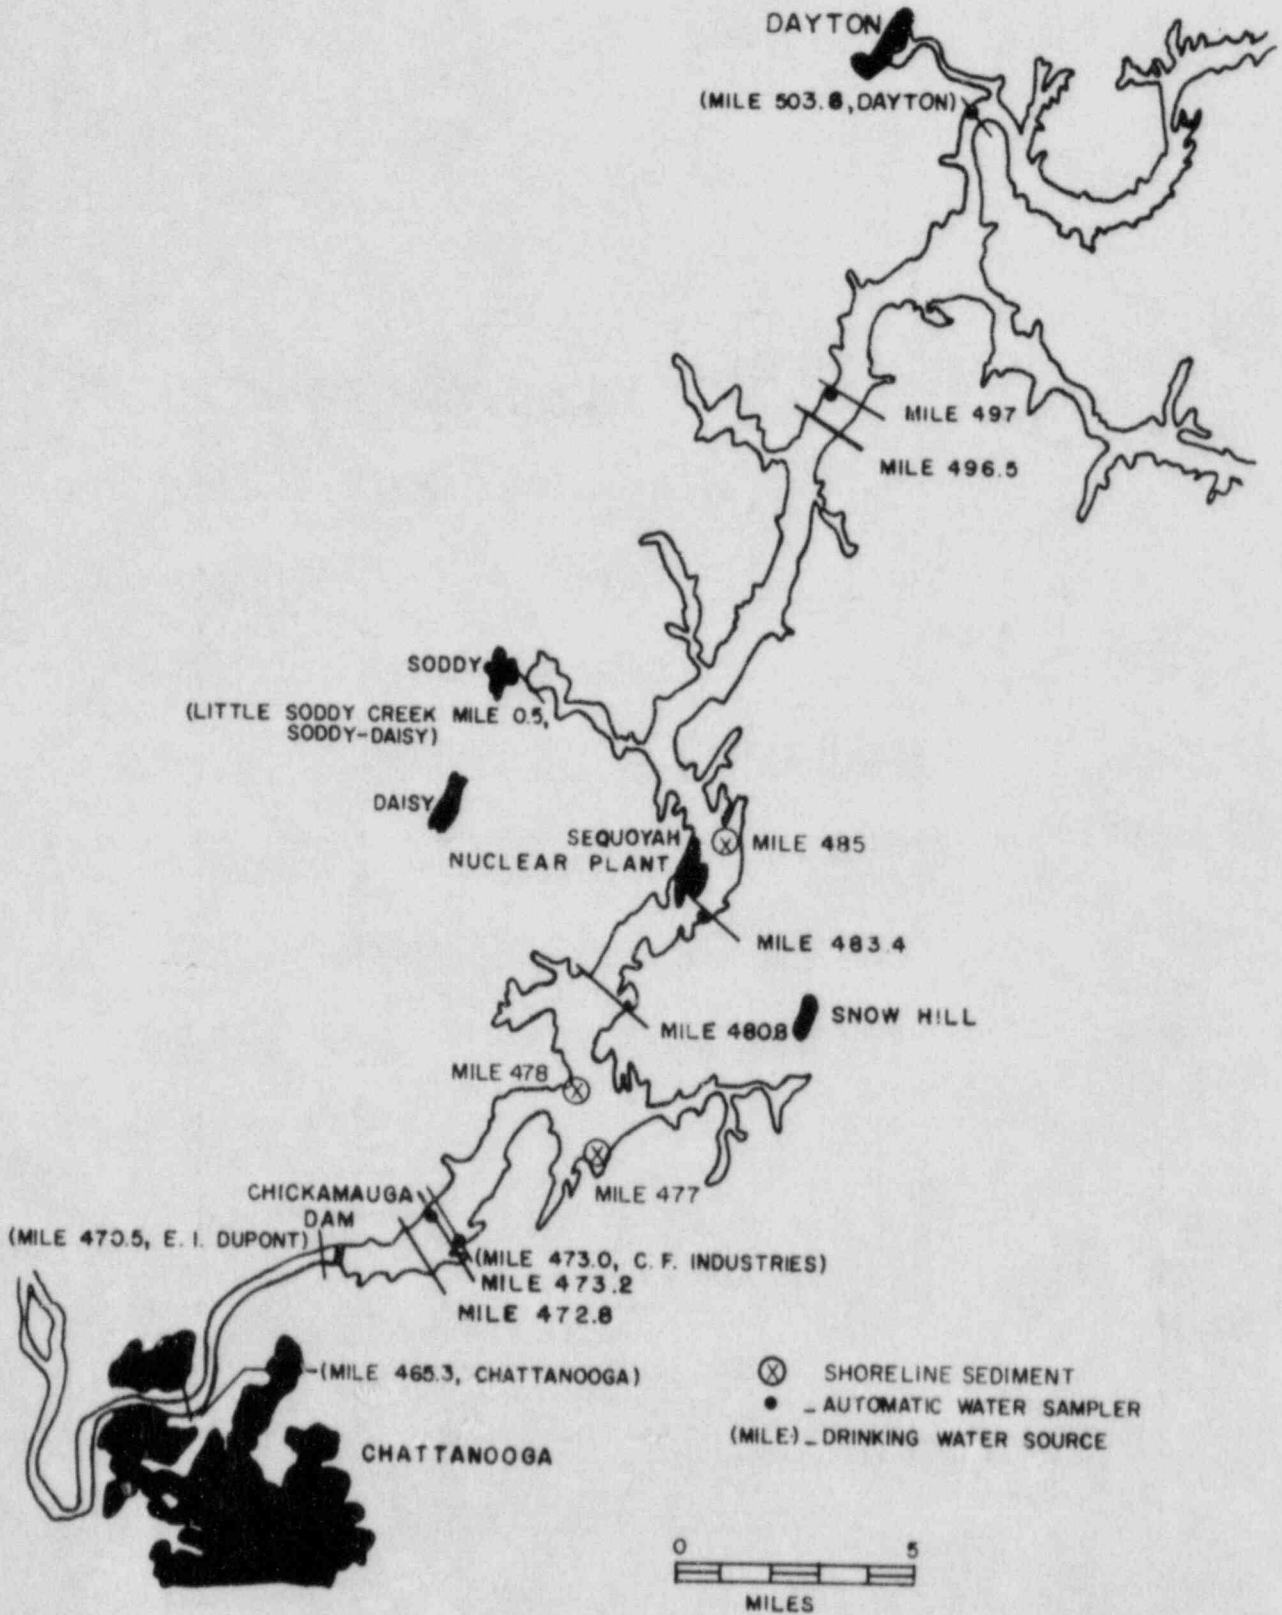 DAYTON
(MILE 503.8, DAYTON)
MILE 497
MILE 496.5
SODDY
(LITTLE SODDY CREEK MILE 0.5,
SODDY-DAISY)
DAISY
SEQUOYAH
NUCLEAR PLANT
MILE 485
MILE 483.4
SNOW HILL
MILE 480.8
MILE 478
MILE 477
CHICKAMAUGA
DAM
(MILE 470.5, E. I. DUPONT)
(MILE 473.0, C. F. INDUSTRIES)
MILE 473.2
MILE 472.8
(MILE 465.3, CHATTANOOGA)
CHATTANOOGA
SHORELINE SEDIMENT
AUTOMATIC WATER SAMPLER
(MILE) DRINKING WATER SOURCE
0 5
MILES